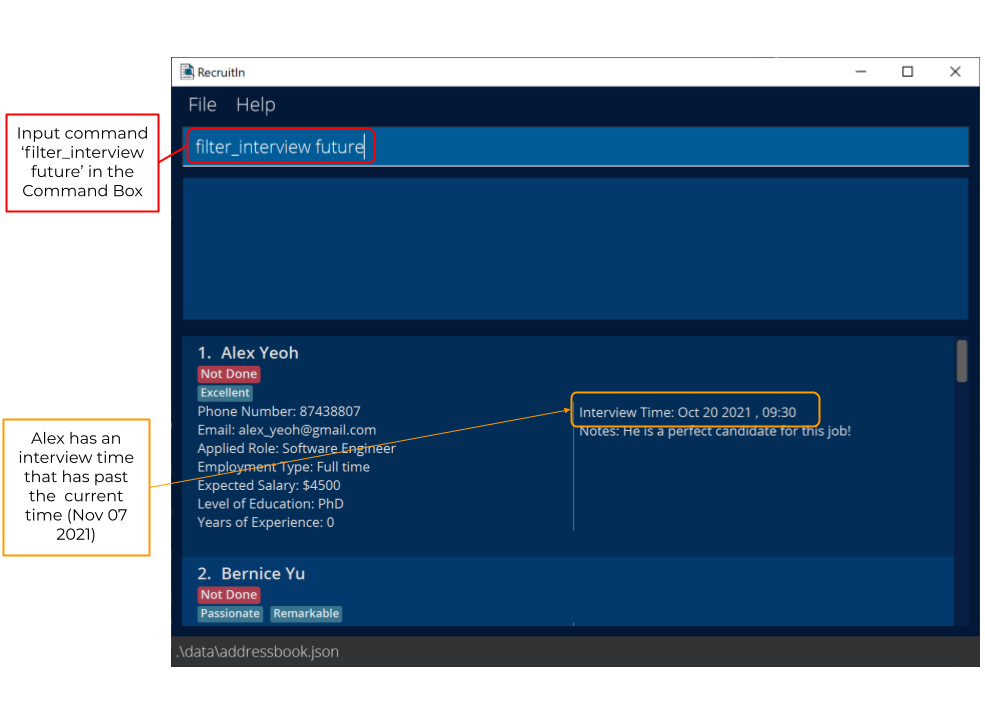 RecruitIn
File Help
Input command
‘filter_interview
future’ in the
Command Box
filter_interview future
1. Alex Yeoh
Not Done
Excellent
Phone Number: 87438807
Email: alex_yeoh@gmail.com
Applied Role: Software Engineer
Employment Type: Full time
Expected Salary: $4500
Level of Education: PhD
Years of Experience: 0
Interview Time: Oct 20 2021 , 09:30
Notes: He is a perfect candidate for this job!
Alex has an
interview time
that has past
the current
time (Nov 07
2021)
2. Bernice Yu
Not Done
Passionate Remarkable
.\data\addressbook.json